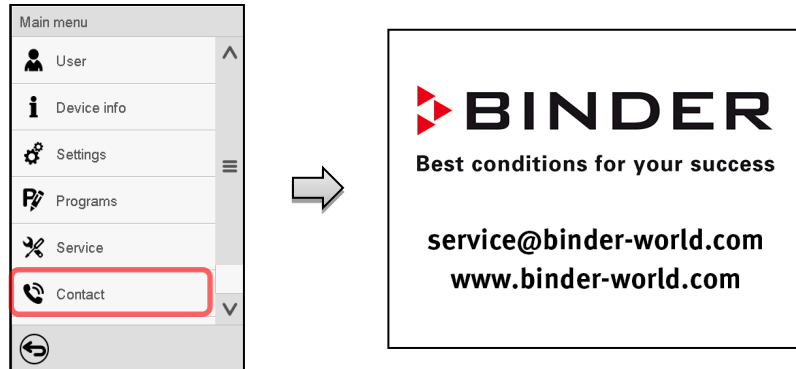 Main menu
User
Device info
Settings
Programs
Service
Contact
BINDER
Best conditions for your success
service@binder-world.com
www.binder-world.com